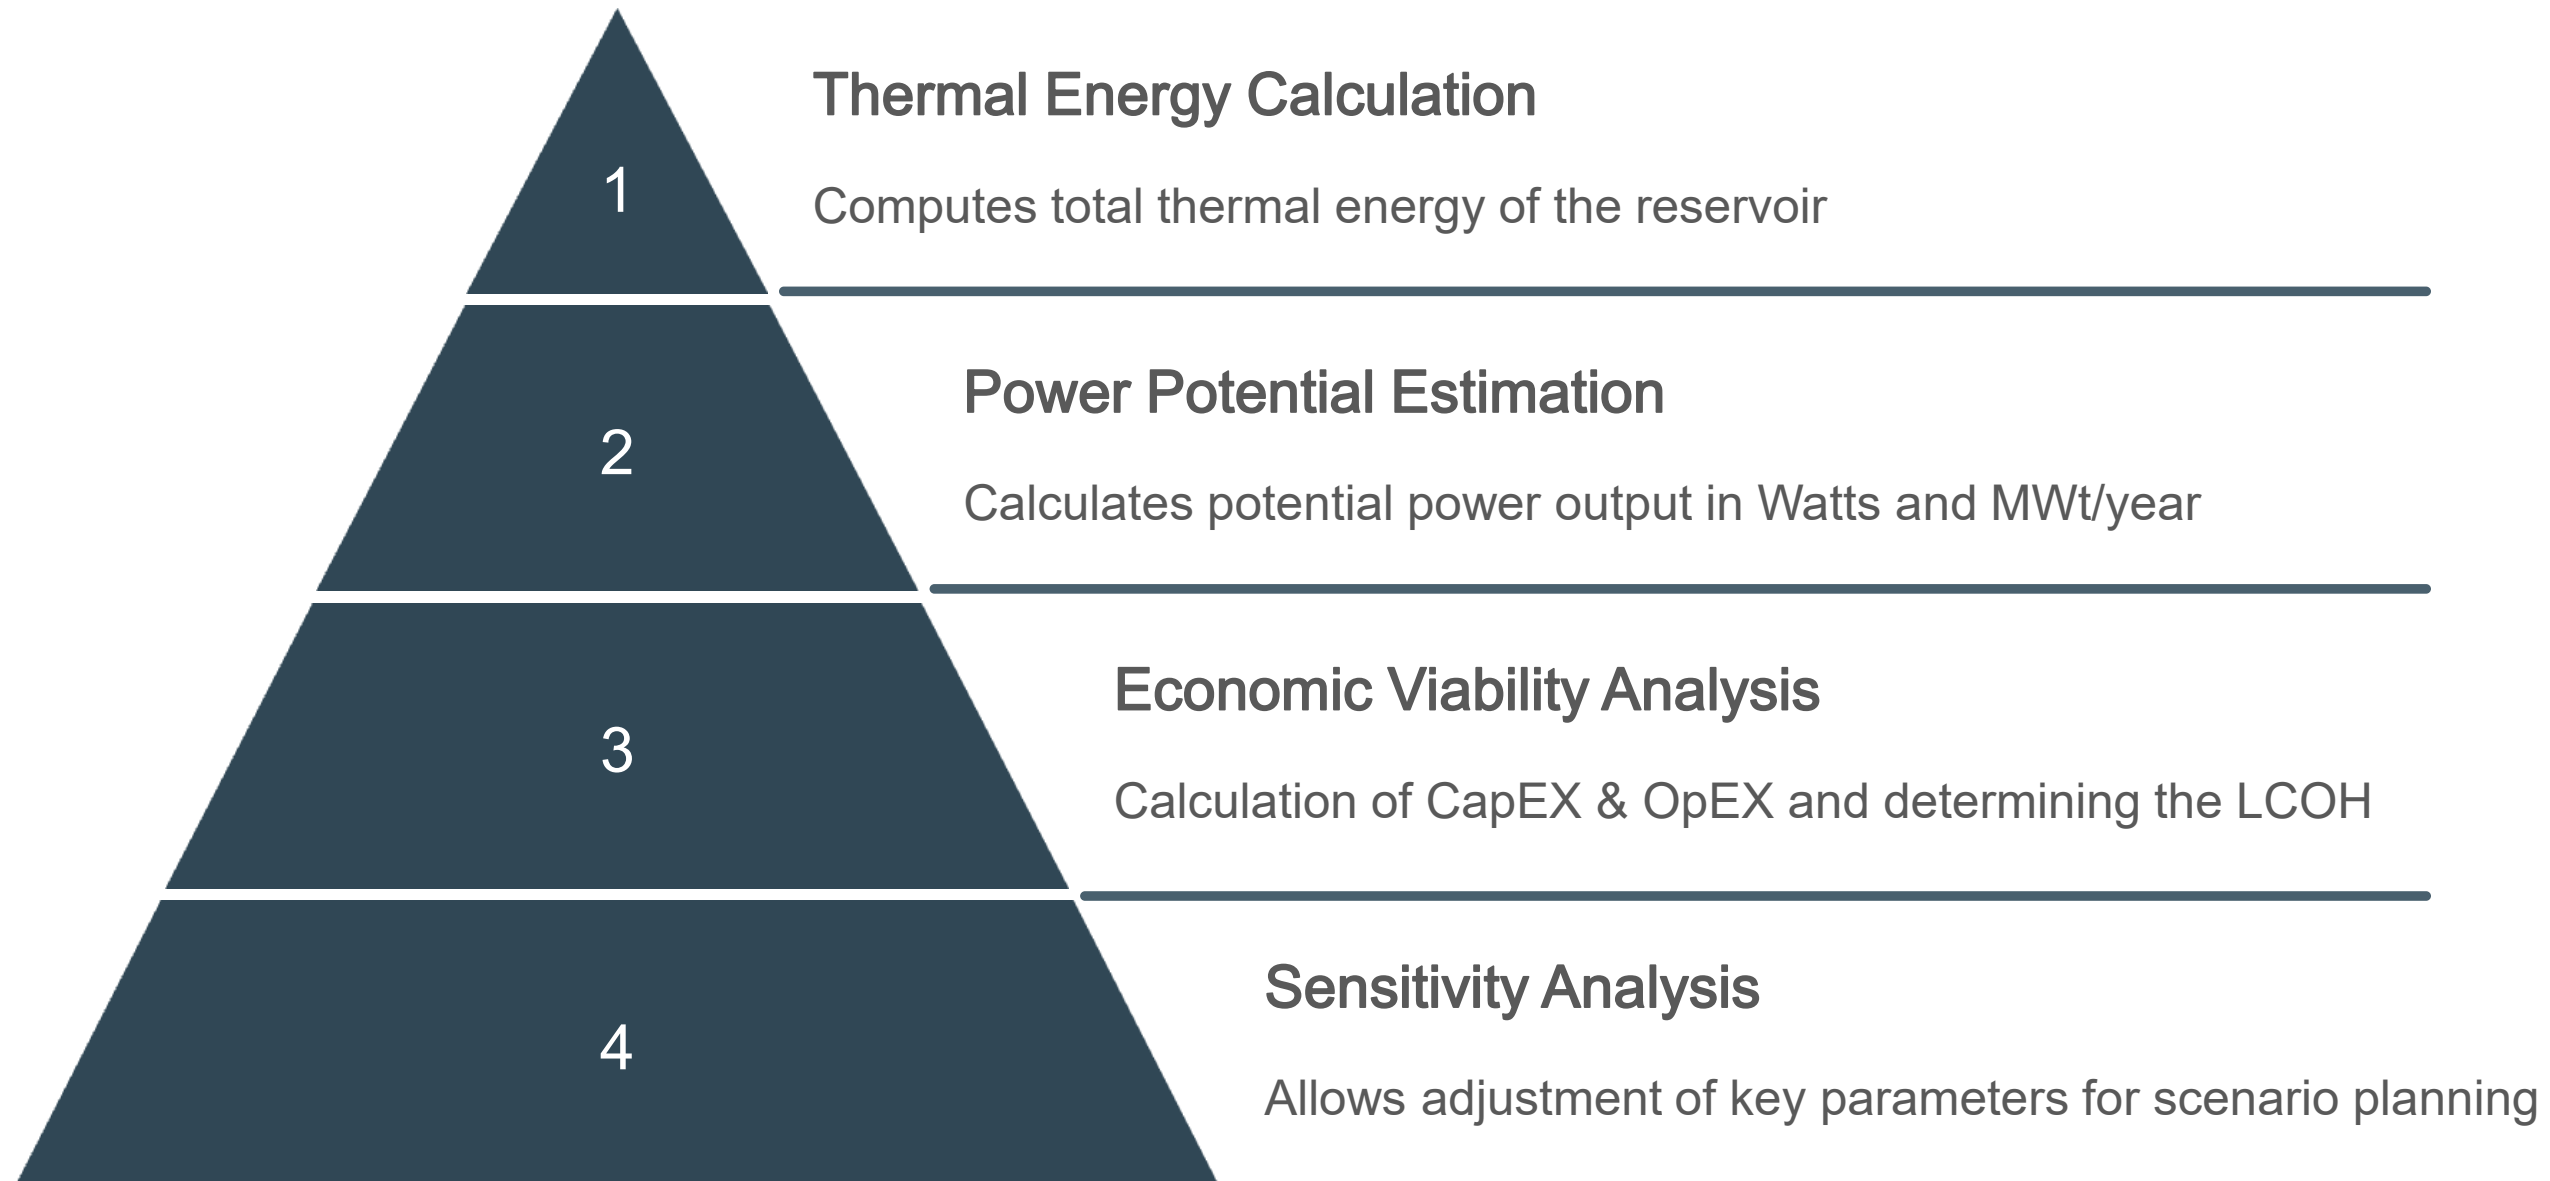 Thermal Energy Calculation
1
Computes total thermal energy of the reservoir
Power Potential Estimation
2
Calculates potential power output in Watts and MWt/year
Economic Viability Analysis
3
Calculation of CapEX & OpEX and determining the LCOH
Sensitivity Analysis
4
Allows adjustment of key parameters for scenario planning